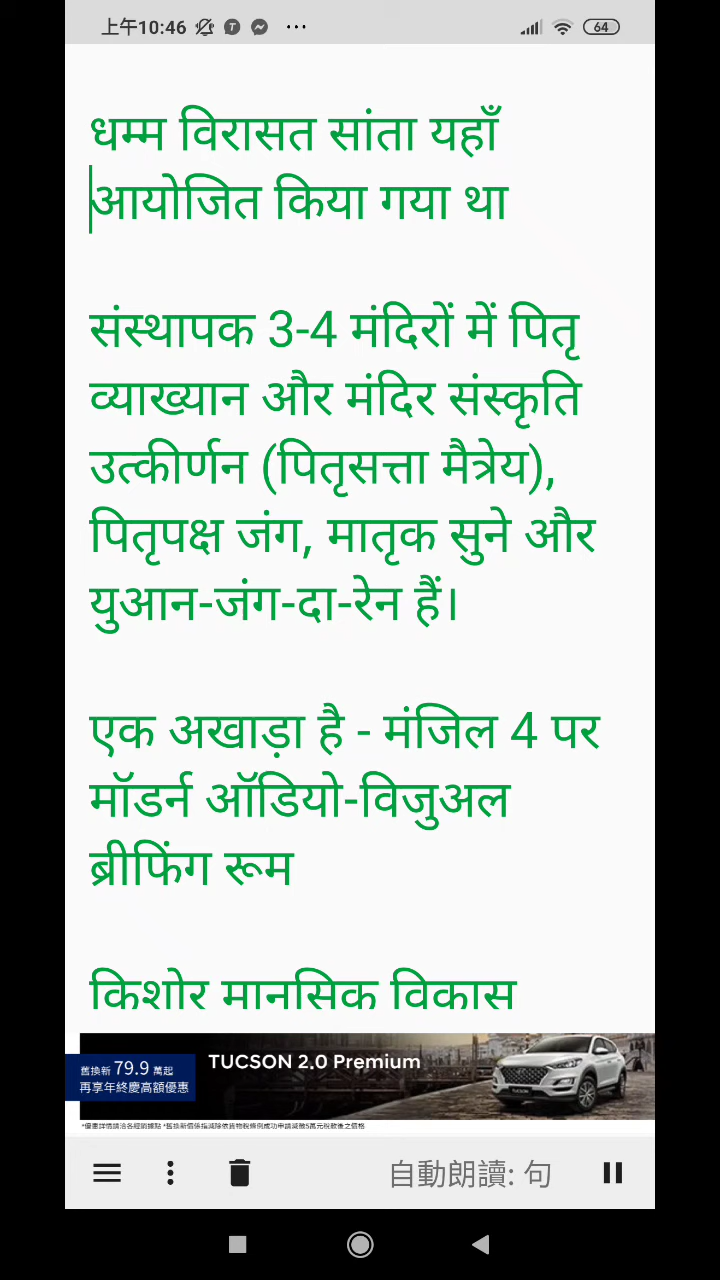 上午10:46
64
धम्म विरासत सांता यहाँ
आयोजित किया गया था
संस्थापक 3-4 मंदिरों में पितृ
व्याख्यान और मंदिर संस्कृति
उत्कीर्णन (पितृसत्ता मैत्रेय),
पितृपक्ष जंग, मातृक सुने और
युआन-जंग-दा-रेन हैं।
एक अखाड़ा है - मंजिल 4 पर
मॉडर्न ऑडियो-विजुअल
ब्रीफिंग रूम
किशोर मानसिक विकास
TUCSON 2.0 Premium
舊換新 79.9 萬起
再享年終慶高額優惠
自動朗讀: 句